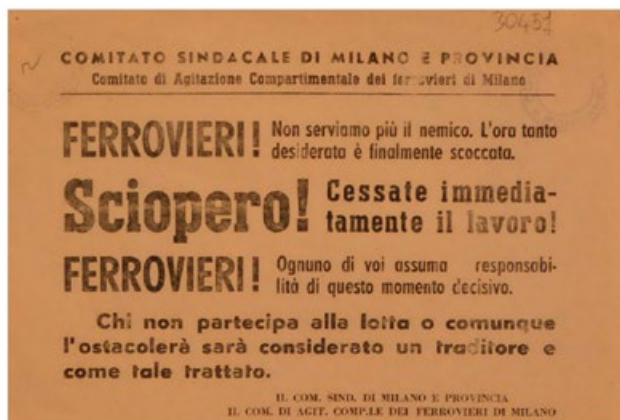 30457
COMITATO SINDACALE DI MILANO E PROVINCIA
Comitato di Agitazione Compartimentale dei ferrovieri di Milano
FERROVIERI! Non serviamo più il nemico. L'ora tanto
desiderata è finalmente scoccata.
Sciopero! Cessate immedia-
tamente il lavoro!
FERROVIERI! Ognuno di voi assuma responsabi-
lità di questo momento decisivo.
Chi non partecipa alla lotta o comunque
l'ostacolerà sarà considerato un traditore e
come tale trattato.
IL COM. SIND. DI MILANO E PROVINCIA
IL COM. DI AGIT. COMP.LE DEI FERROVIERI DI MILANO